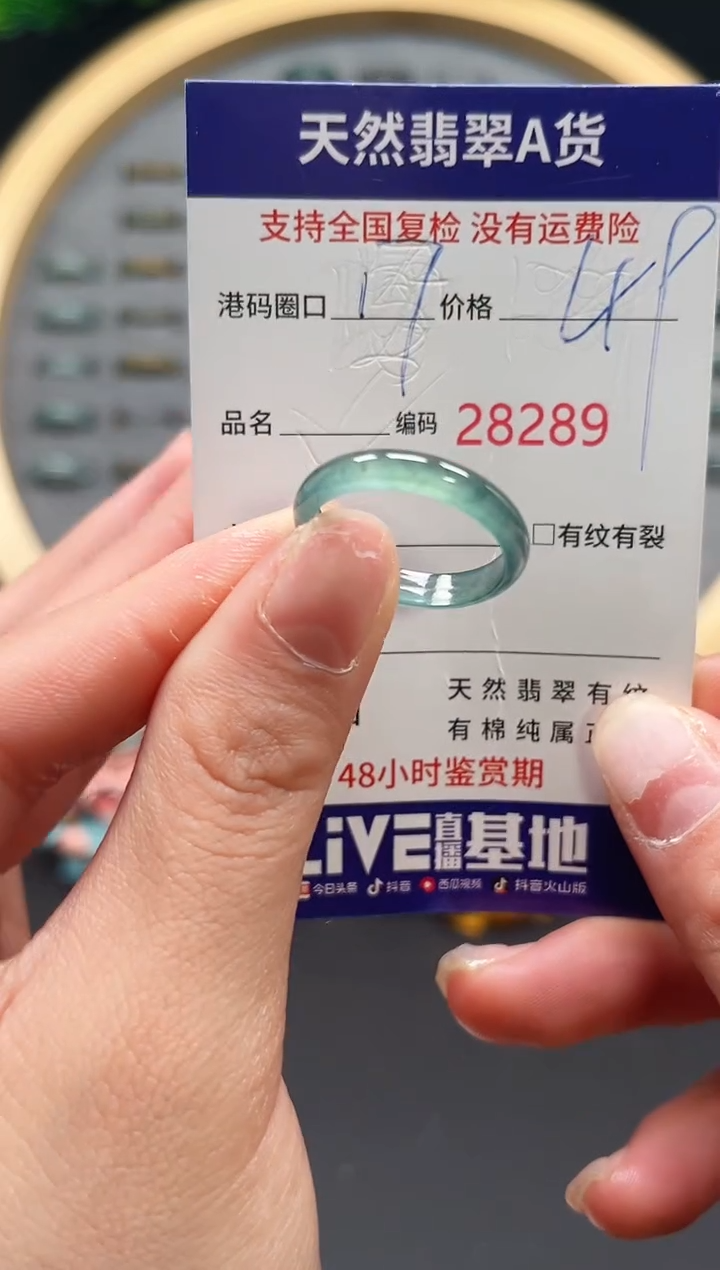 天然翡翠A货
支持全国复检 没有运费险
港码圈口 17 价格
品名 编码 28289
□有纹有裂
天然翡翠有纹
有棉纯属正
48小时鉴赏期
LiVE直播基地
今日头条 抖音 西瓜视频 抖音火山版